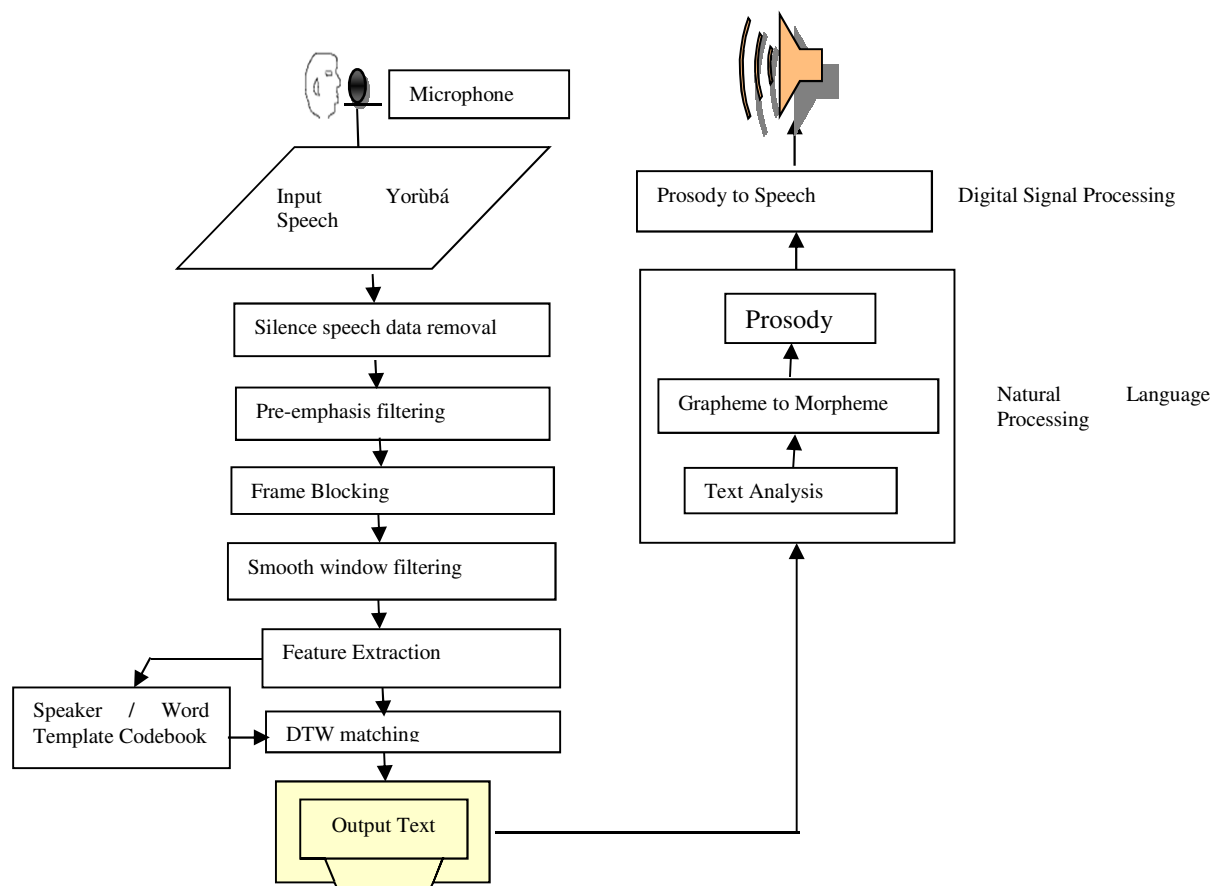 Microphone
Input Yorùbá
Speech
Silence speech data removal
Pre-emphasis filtering
Frame Blocking
Smooth window filtering
Feature Extraction
Speaker / Word
Template Codebook
DTW matching
Output Text
Prosody to Speech
Digital Signal Processing
Prosody
Grapheme to Morpheme
Text Analysis
Natural Language
Processing